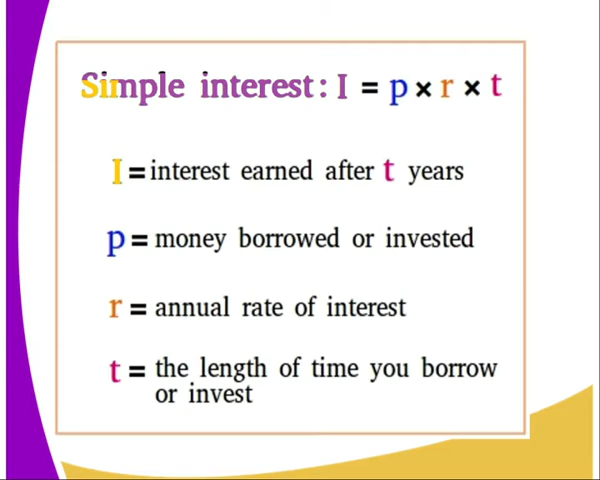 Simple interest: I = p × r × t
I = interest earned after t years
p = money borrowed or invested
r = annual rate of interest
t = the length of time you borrow
or invest